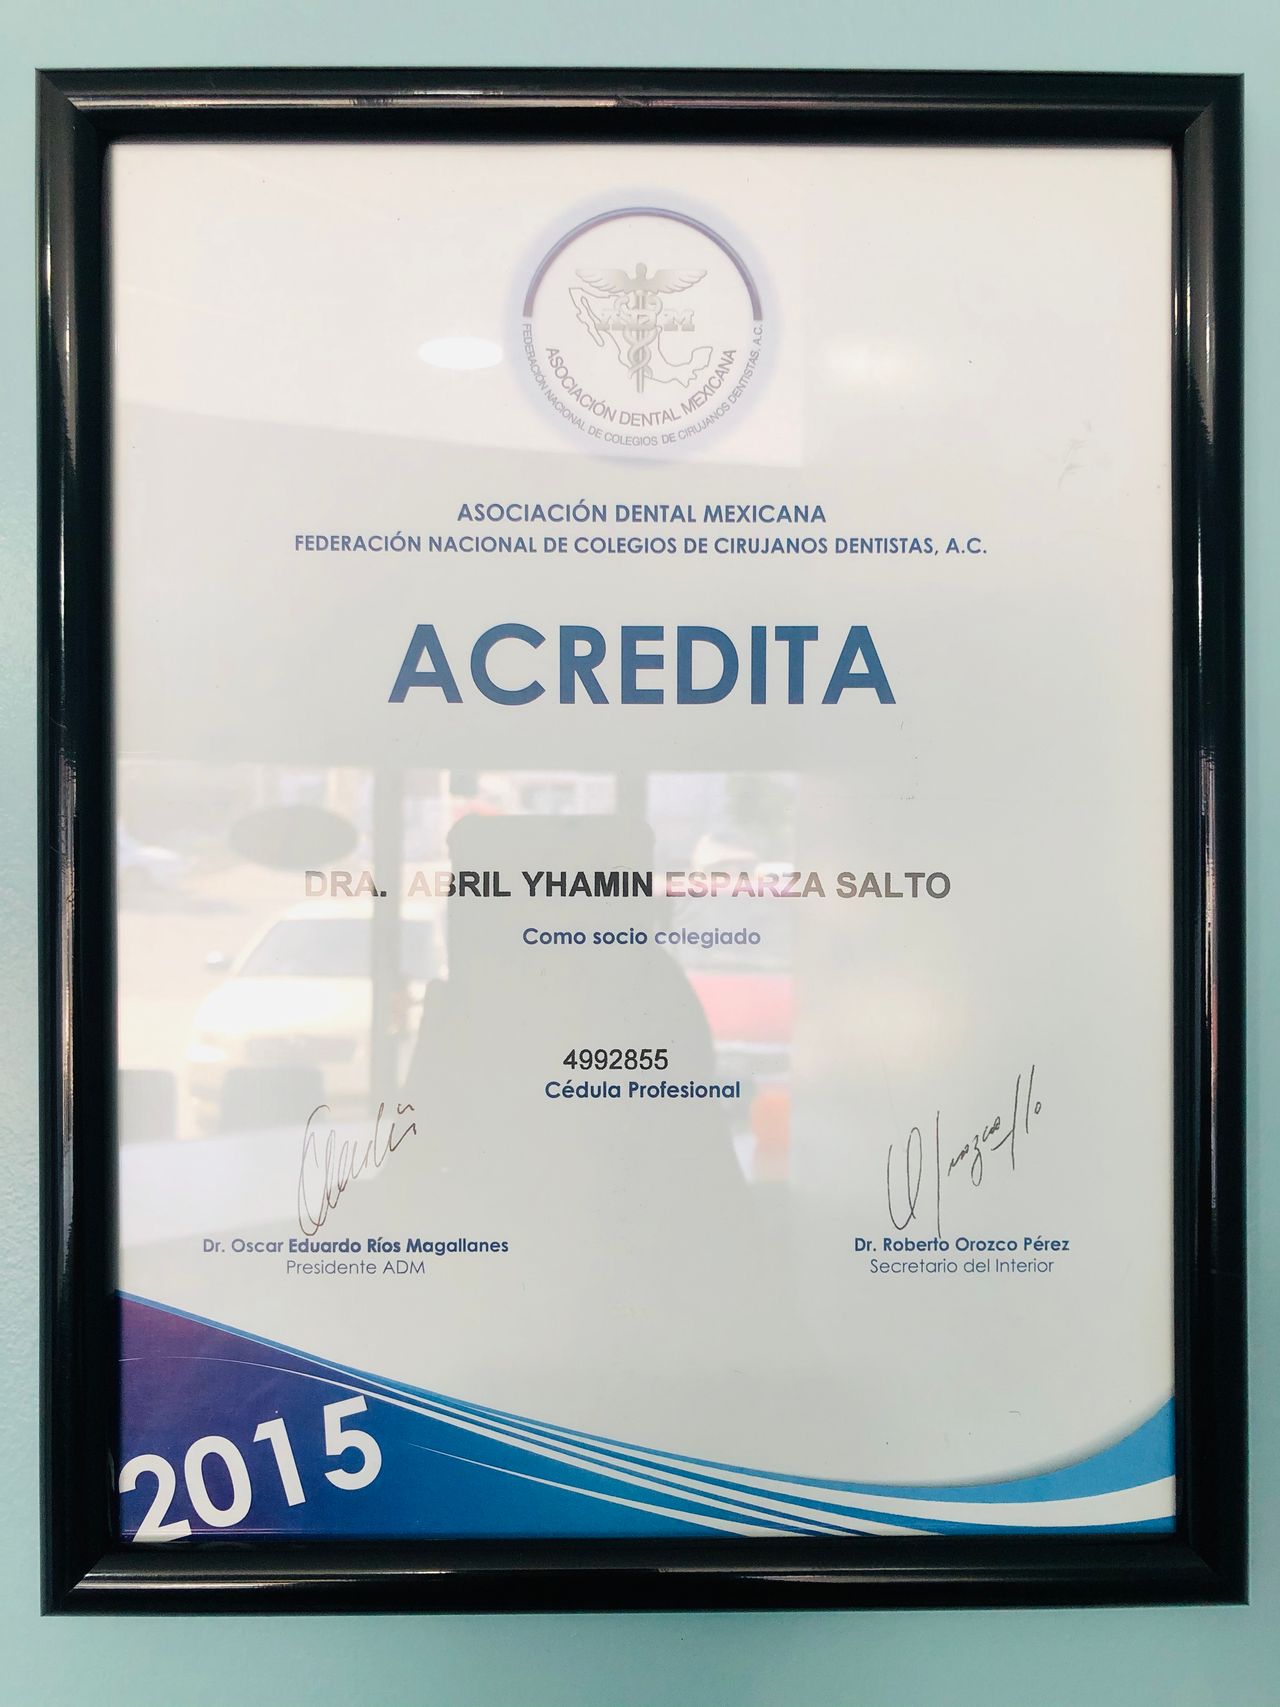 ADM
ASOCIACIÓN DENTAL MEXICANA
FEDERACIÓN NACIONAL DE COLEGIOS DE CIRUJANOS DENTISTAS, A.C.
ASOCIACIÓN DENTAL MEXICANA
FEDERACIÓN NACIONAL DE COLEGIOS DE CIRUJANOS DENTISTAS, A.C.
ACREDITA
DRA. ABRIL YHAMIN ESPARZA SALTO
Como socio colegiado
4992855
Cédula Profesional
Dr. Oscar Eduardo Ríos Magallanes
Presidente ADM
Dr. Roberto Orozco Pérez
Secretario del Interior
2015